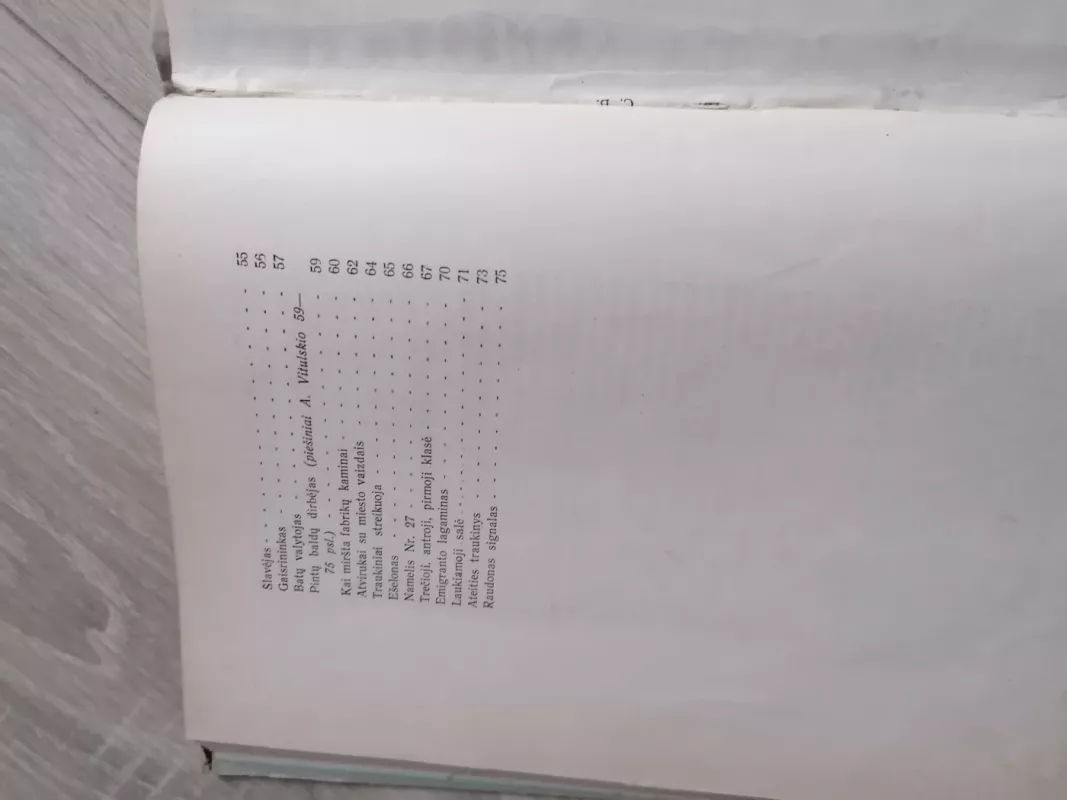 Šlavėjas - - - - - - - - - - - - - 55
Gaisrininkas - - - - - - - - - - - - 56
Batų valytojas - - - - - - - - - - - 57
Pintų baldų dirbėjas (piešiniai A. Vitulskio 59—
75 psl.) - - - - - - - - - - - 59
Kai miršta fabrikų kaminai - - - - - - - - 60
Atvirukai su miesto vaizdais - - - - - - - 62
Traukiniai streikuoja - - - - - - - - - 64
Ešelonas - - - - - - - - - - - - 65
Namelis Nr. 27 - - - - - - - - - - - 66
Trečioji, antroji, pirmoji klasė - - - - - - - 67
Emigranto lagaminas - - - - - - - - - 70
Laukiamoji salė - - - - - - - - - - - 71
Ateities traukinys - - - - - - - - - - 73
Raudonas signalas - - - - - - - - - - 75